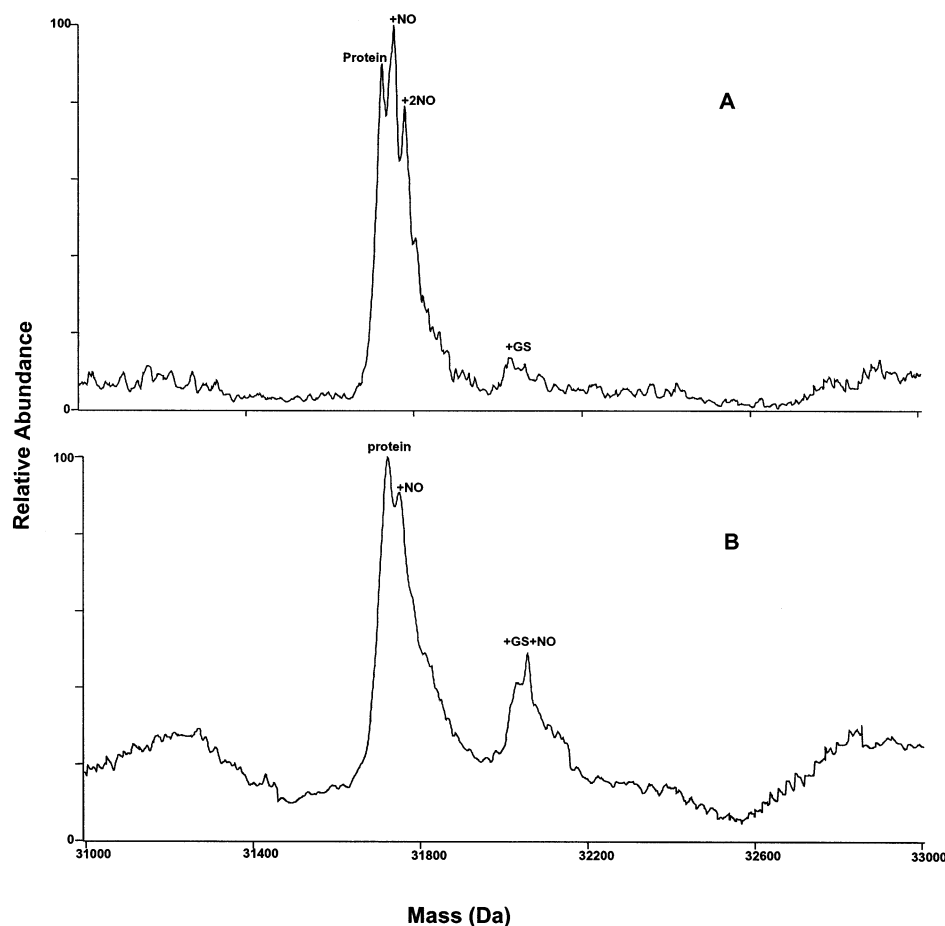 100
+NO
Protein
+2NO
A
+GS
0
Relative Abundance
100
protein
+NO
B
+GS+NO
0
31000
31400
31800
32200
32600
33000
Mass (Da)